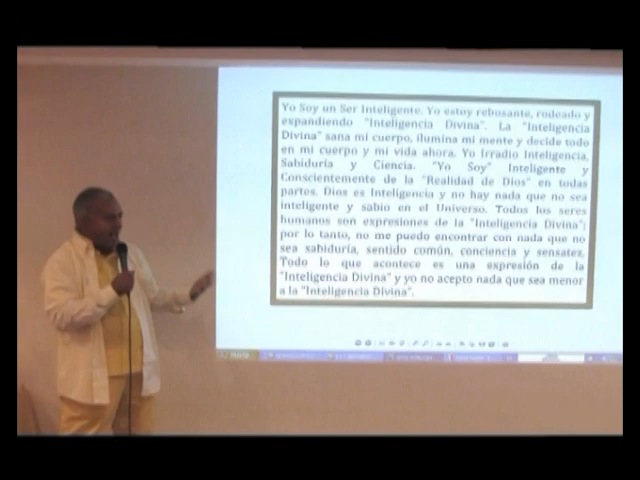 Yo Soy un Ser Inteligente. Yo estoy rebosante, rodeado y
expandiendo "Inteligencia Divina". La "Inteligencia
Divina" sana mi cuerpo, ilumina mi mente y decide todo
en mi cuerpo y mi vida ahora. Yo Irradio Inteligencia,
Sabiduría y Ciencia. "Yo Soy" Inteligente y
Conscientemente de la "Realidad de Dios" en todas
partes. Dios es Inteligencia y no hay nada que no sea
inteligente y sabio en el Universo. Todos los seres
humanos son expresiones de la "Inteligencia Divina";
por lo tanto, no me puedo encontrar con nada que no
sea sabiduría, sentido común, conciencia y sensatez.
Todo lo que acontece es una expresión de la
"Inteligencia Divina" y yo no acepto nada que sea menor
a la "Inteligencia Divina".